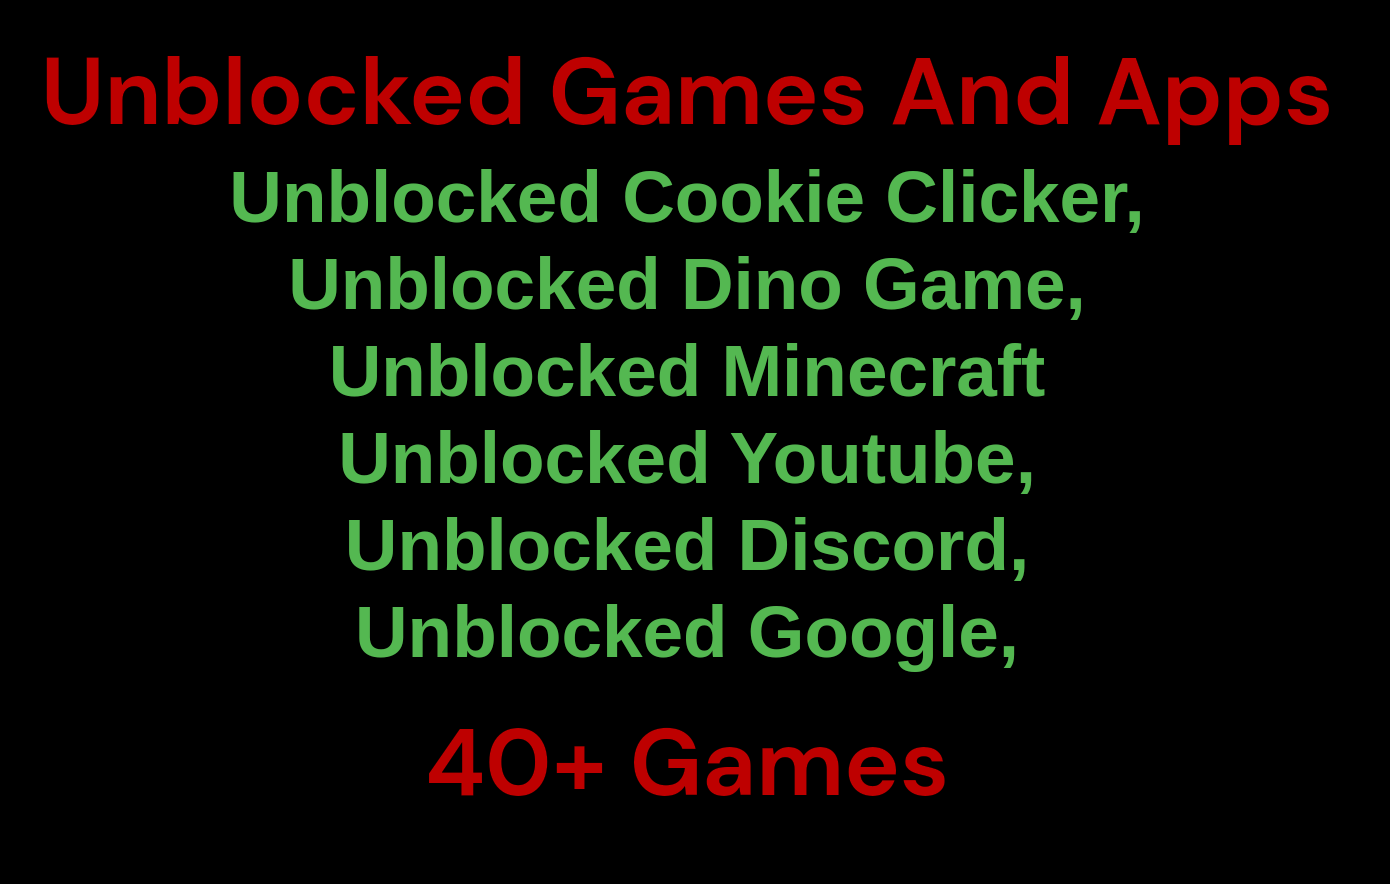 Unblocked Games And Apps
Unblocked Cookie Clicker,
Unblocked Dino Game,
Unblocked Minecraft
Unblocked Youtube,
Unblocked Discord,
Unblocked Google,
40+ Games